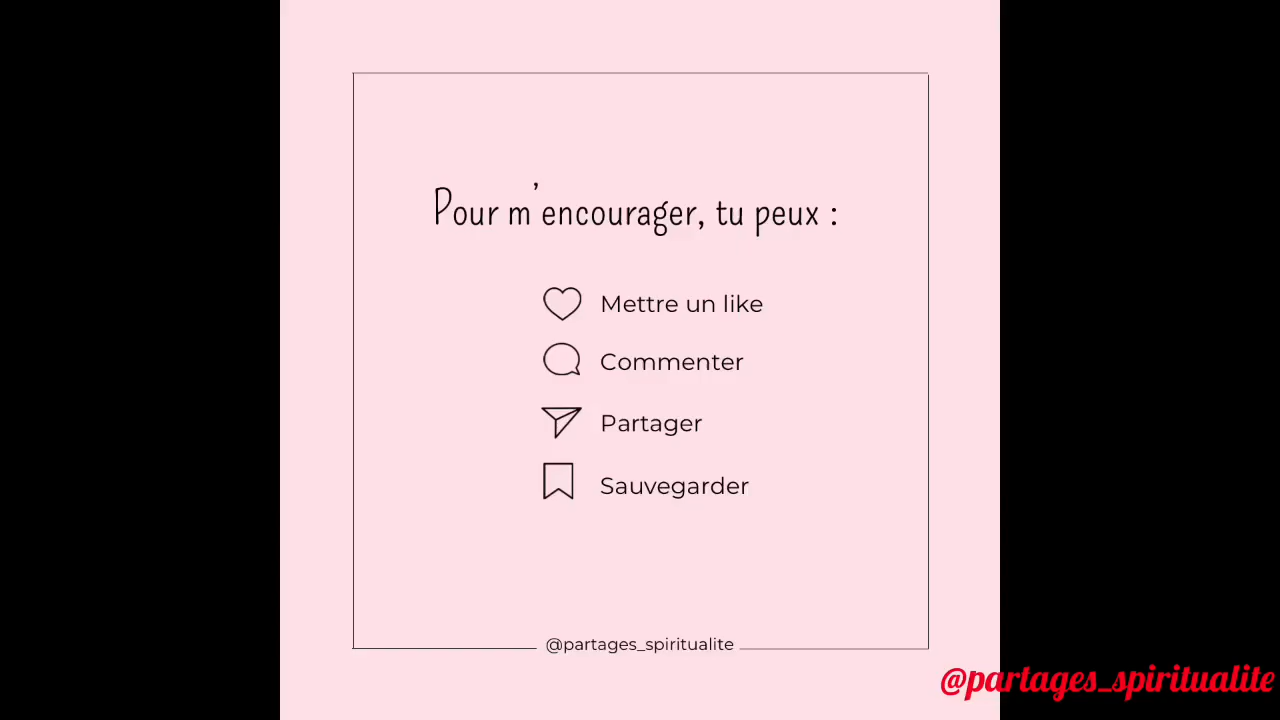 Pour m'encourager, tu peux :
Mettre un like
Commenter
Partager
Sauvegarder
@partages_spiritualite
@partages_spiritualite